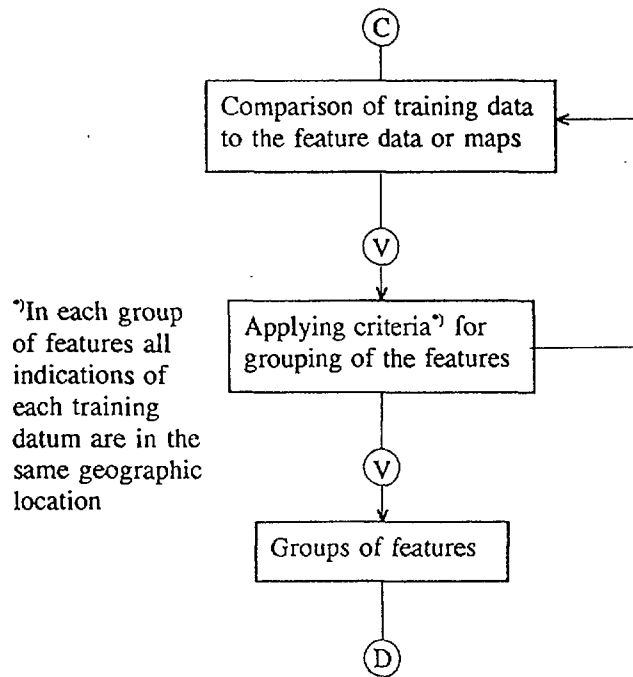 C
Comparison of training data
to the feature data or maps
V
*)In each group
of features all
indications of
each training
datum are in the
same geographic
location
Applying criteria*) for
grouping of the features
V
Groups of features
D